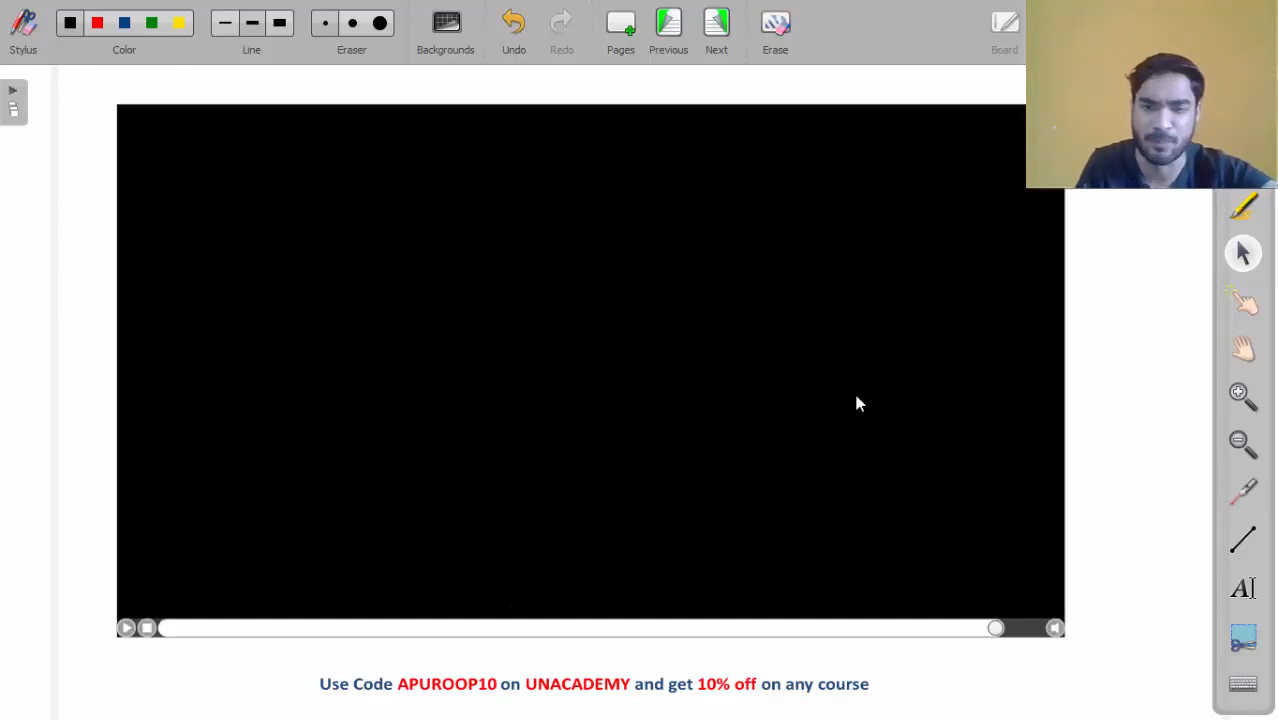 Stylus
Color
Line
Eraser
Backgrounds
Undo
Redo
Pages
Previous
Next
Erase
Board
Use Code APUROOP10 on UNACADEMY and get 10% off on any course